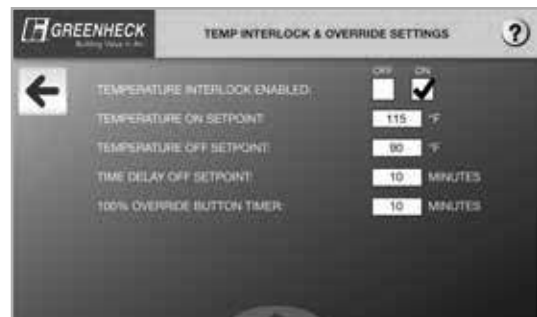 GREENHECK
Building Value in Air.
TEMP INTERLOCK & OVERRIDE SETTINGS
?
OFF ON
TEMPERATURE INTERLOCK ENABLED:
TEMPERATURE ON SETPOINT: 115 °F
TEMPERATURE OFF SETPOINT: 90 °F
TIME DELAY OFF SETPOINT: 10 MINUTES
100% OVERRIDE BUTTON TIMER: 10 MINUTES